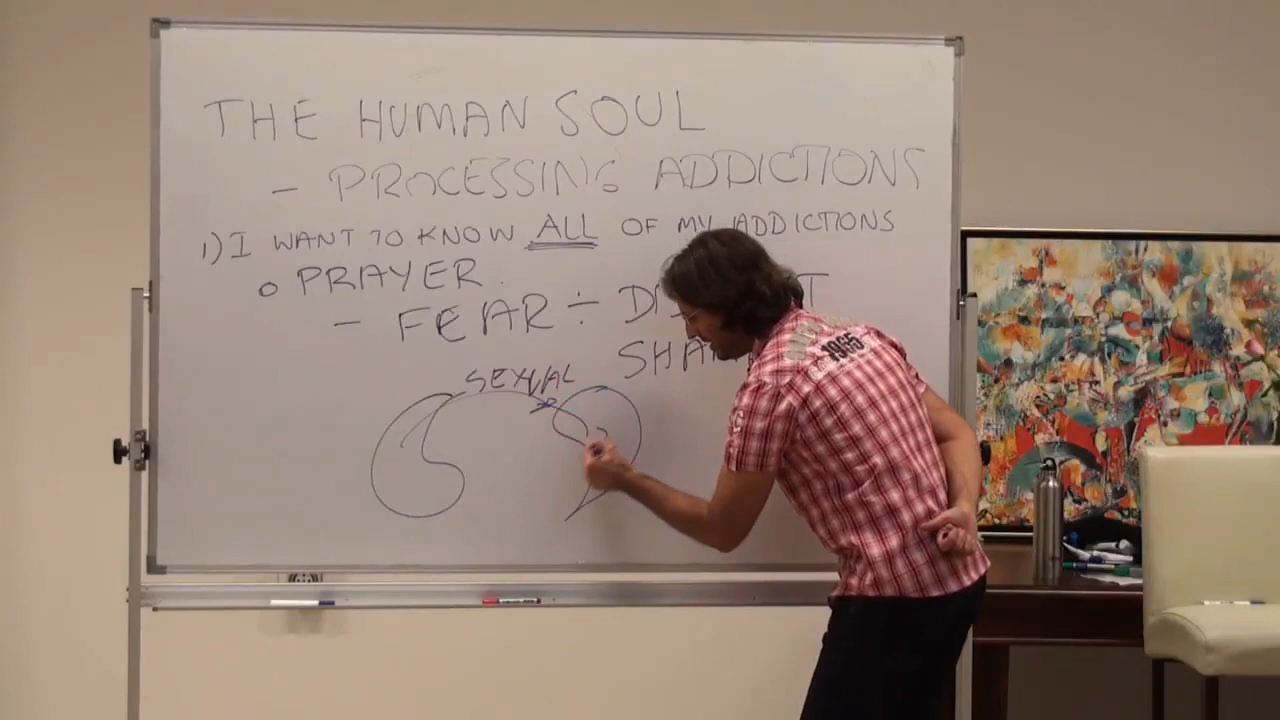 THE HUMAN SOUL
- PROCESSING ADDICTIONS
1) I WANT TO KNOW ALL OF MY ADDICTIONS
o PRAYER.
- FEAR ÷
SEXUAL
1965